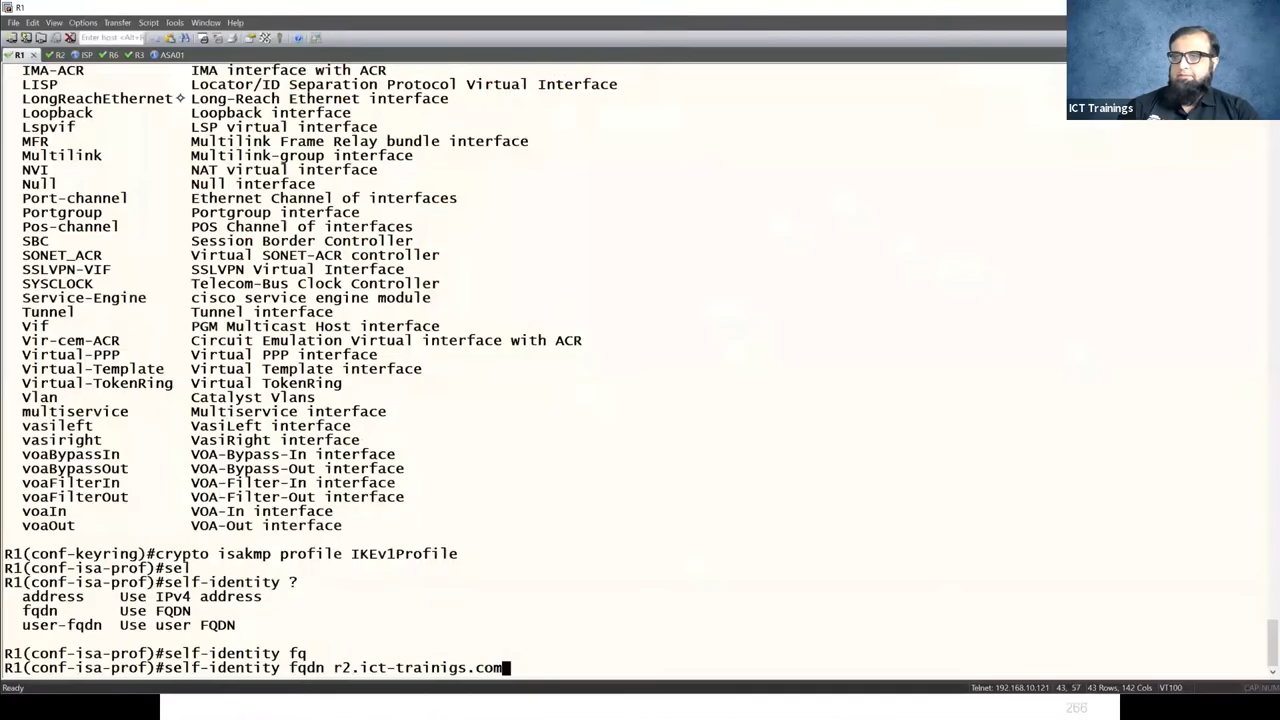 R1
File Edit View Options Transfer Script Tools Window Help
Enter host <Alt+R>
R1 × R2 ISP R6 R3 ASA01
IMA-ACR IMA interface with ACR
LISP Locator/ID Separation Protocol Virtual Interface
LongReachEthernet Long-Reach Ethernet interface
Loopback Loopback interface
Lspvif LSP virtual interface
MFR Multilink Frame Relay bundle interface
Multilink Multilink-group interface
NVI NAT virtual interface
Null Null interface
Port-channel Ethernet Channel of interfaces
Portgroup Portgroup interface
Pos-channel POS Channel of interfaces
SBC Session Border Controller
SONET_ACR Virtual SONET-ACR controller
SSLVPN-VIF SSLVPN Virtual Interface
SYSCLOCK Telecom-Bus Clock Controller
Service-Engine cisco service engine module
Tunnel Tunnel interface
Vif PGM Multicast Host interface
Vir-cem-ACR Circuit Emulation Virtual interface with ACR
Virtual-PPP Virtual PPP interface
Virtual-Template Virtual Template interface
Virtual-TokenRing Virtual TokenRing
Vlan Catalyst Vlans
multiservice Multiservice interface
vasileft VasiLeft interface
vasiright VasiRight interface
voaBypassIn VOA-Bypass-In interface
voaBypassOut VOA-Bypass-Out interface
voaFilterIn VOA-Filter-In interface
voaFilterOut VOA-Filter-Out interface
voaIn VOA-In interface
voaOut VOA-Out interface
R1(conf-keyring)#crypto isakmp profile IKEv1Profile
R1(conf-isa-prof)#sel
R1(conf-isa-prof)#self-identity ?
address Use IPv4 address
fqdn Use FQDN
user-fqdn Use user FQDN
R1(conf-isa-prof)#self-identity fq
R1(conf-isa-prof)#self-identity fqdn r2.ict-trainigs.com
Ready Telnet: 192.168.10.121 43, 57 43 Rows, 142 Cols VT100 CAP NUM
266
ICT Trainings